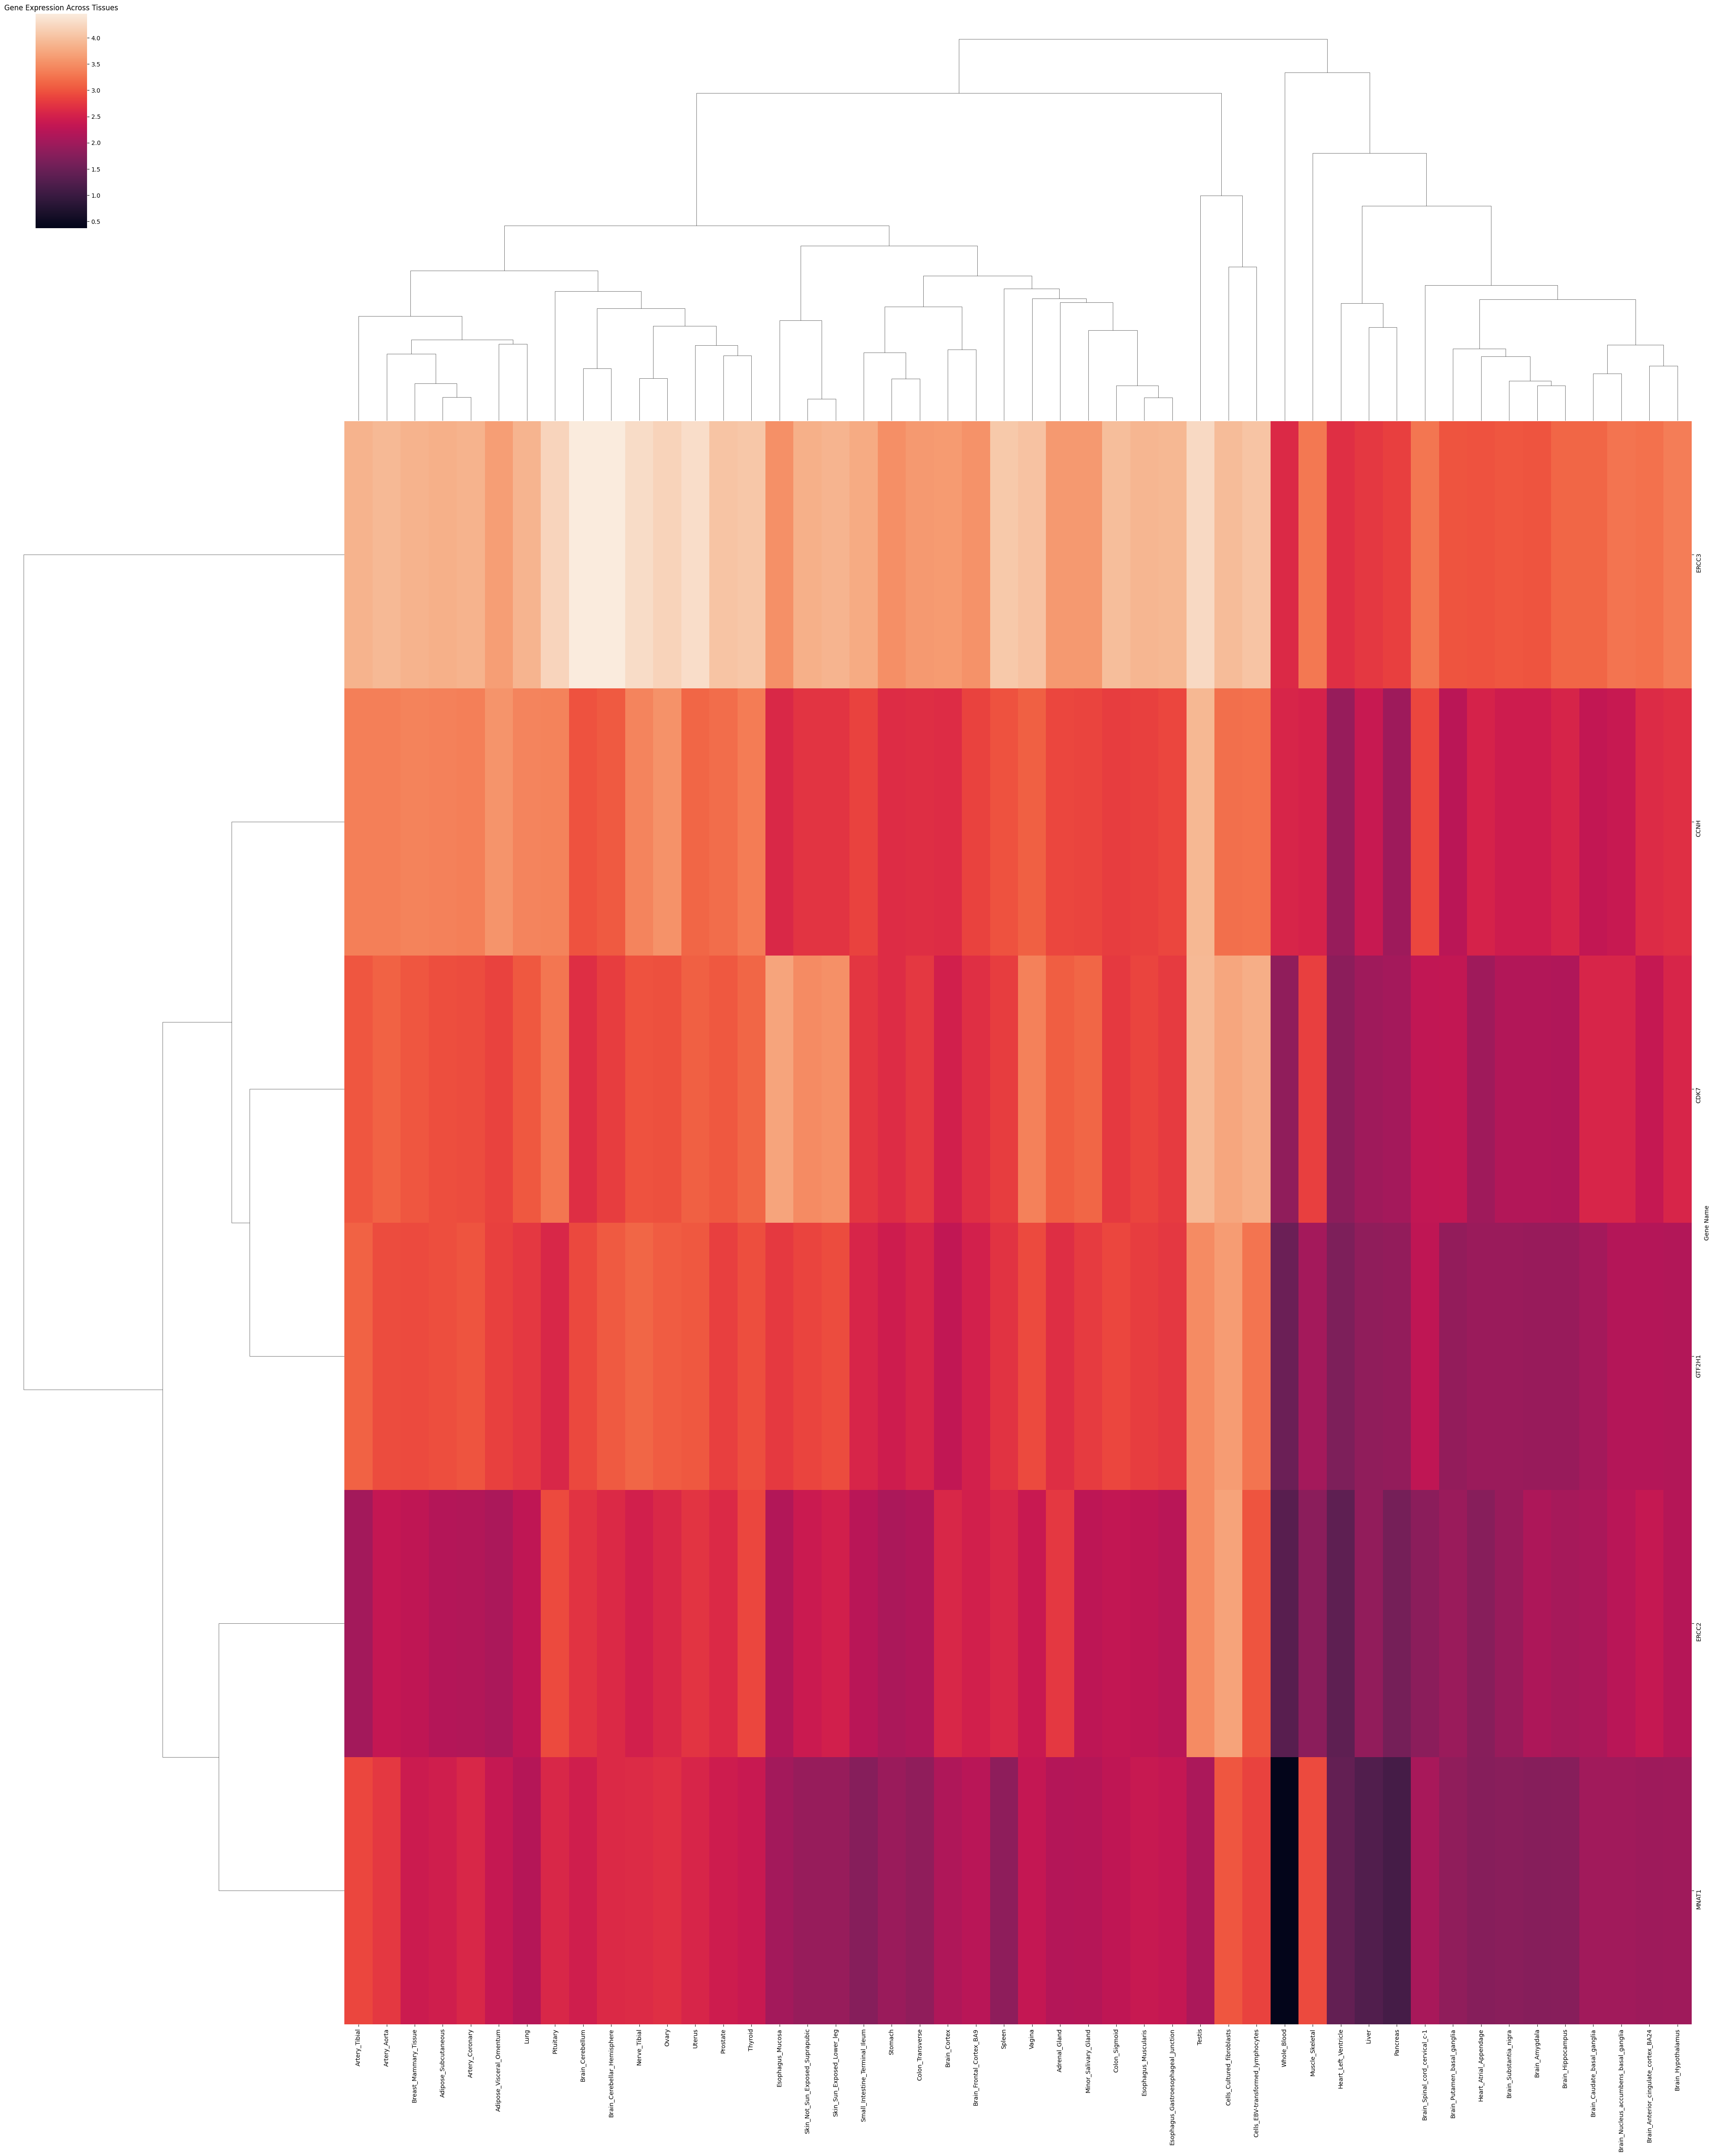 Gene Expression Across Tissues
4.0
3.5
3.0
2.5
2.0
1.5
1.0
0.5
ERCC3
CCNH
CDK7
GTF2H1
ERCC2
MNAT1
Gene Name
Artery_Tibial
Artery_Aorta
Breast_Mammary_Tissue
Adipose_Subcutaneous
Artery_Coronary
Adipose_Visceral_Omentum
Lung
Pituitary
Brain_Cerebellum
Brain_Cerebellar_Hemisphere
Nerve_Tibial
Ovary
Uterus
Prostate
Thyroid
Esophagus_Mucosa
Skin_Not_Sun_Exposed_Suprapubic
Skin_Sun_Exposed_Lower_leg
Small_Intestine_Terminal_Ileum
Stomach
Colon_Transverse
Brain_Cortex
Brain_Frontal_Cortex_BA9
Spleen
Vagina
Adrenal_Gland
Minor_Salivary_Gland
Colon_Sigmoid
Esophagus_Muscularis
Esophagus_Gastroesophageal_Junction
Testis
Cells_Cultured_fibroblasts
Cells_EBV-transformed_lymphocytes
Whole_Blood
Muscle_Skeletal
Heart_Left_Ventricle
Liver
Pancreas
Brain_Spinal_cord_cervical_c-1
Brain_Putamen_basal_ganglia
Heart_Atrial_Appendage
Brain_Substantia_nigra
Brain_Amygdala
Brain_Hippocampus
Brain_Caudate_basal_ganglia
Brain_Nucleus_accumbens_basal_ganglia
Brain_Anterior_cingulate_cortex_BA24
Brain_Hypothalamus